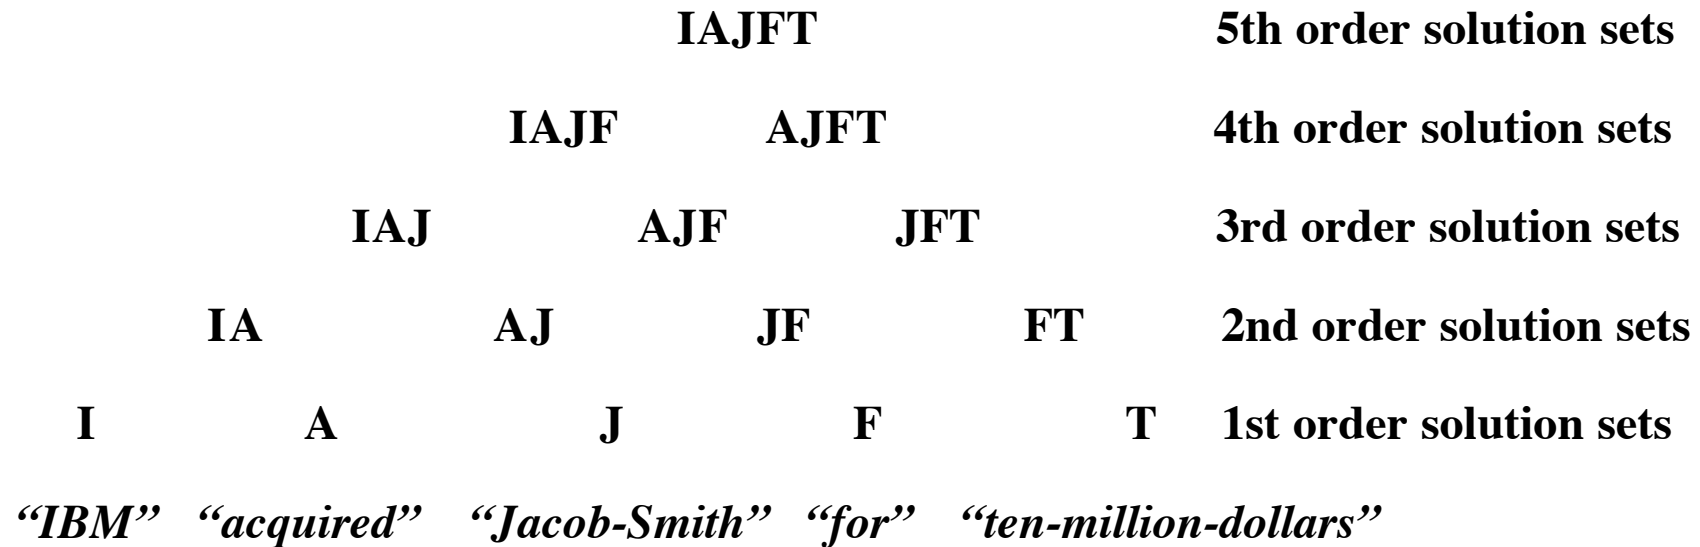 IAJFT 5th order solution sets
IAJF AJFT 4th order solution sets
IAJ AJF JFT 3rd order solution sets
IA AJ JF FT 2nd order solution sets
I A J F T 1st order solution sets
“IBM” “acquired” “Jacob-Smith” “for” “ten-million-dollars”